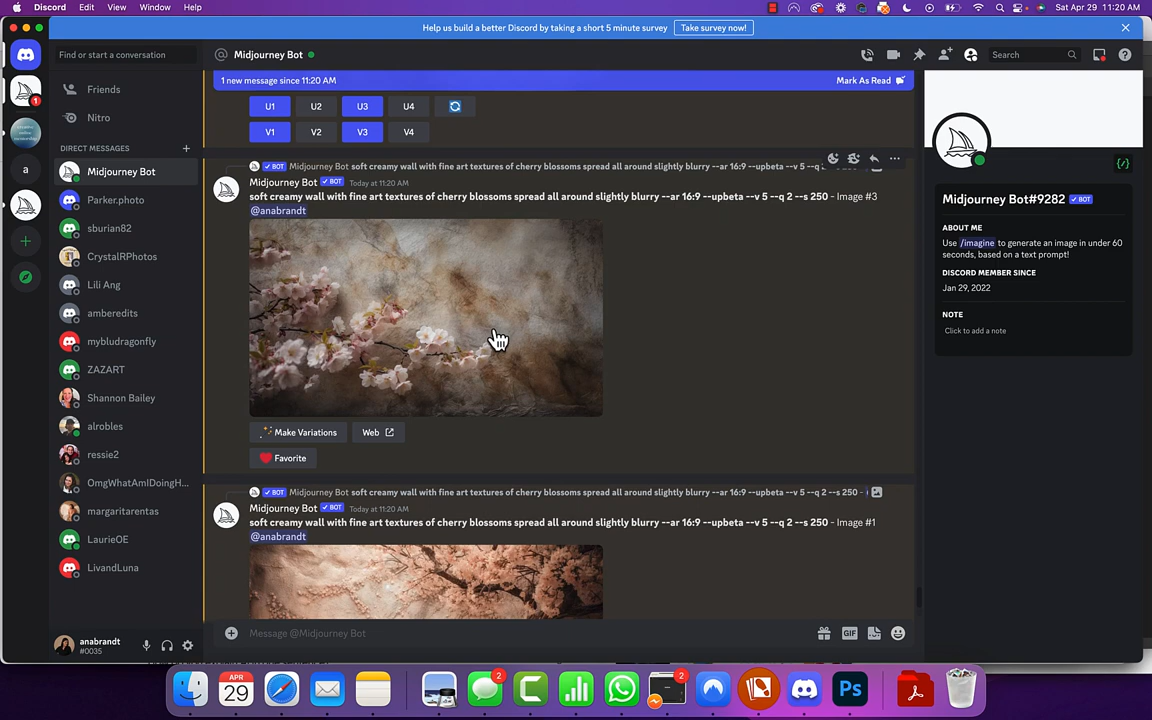 Discord Edit View Window Help
Sat Apr 29 11:20 AM
Help us build a better Discord by taking a short 5 minute survey Take survey now!
Find or start a conversation
Friends
Nitro
DIRECT MESSAGES
Midjourney Bot
Parker.photo
sburian82
CrystalRPhotos
Lili Ang
amberedits
mybludragonfly
ZAZART
Shannon Bailey
alrobles
ressie2
OmgWhatAmIDoingH...
margaritarentas
LaurieOE
LivandLuna
anabrandt
#0035
a
1
@ Midjourney Bot
Search
1 new message since 11:20 AM Mark As Read
U1 U2 U3 U4
V1 V2 V3 V4
BOT Midjourney Bot soft creamy wall with fine art textures of cherry blossoms spread all around slightly blurry --ar 16:9 --upbeta --v 5 --q
Midjourney Bot BOT Today at 11:20 AM
soft creamy wall with fine art textures of cherry blossoms spread all around slightly blurry --ar 16:9 --upbeta --v 5 --q 2 --s 250 - Image #3
@anabrandt
Make Variations Web
Favorite
BOT Midjourney Bot soft creamy wall with fine art textures of cherry blossoms spread all around slightly blurry --ar 16:9 --upbeta --v 5 --q 2 --s 250 -
Midjourney Bot BOT Today at 11:20 AM
soft creamy wall with fine art textures of cherry blossoms spread all around slightly blurry --ar 16:9 --upbeta --v 5 --q 2 --s 250 - Image #1
@anabrandt
Message @Midjourney Bot
GIF
Midjourney Bot#9282 BOT
ABOUT ME
Use /imagine to generate an image in under 60
seconds, based on a text prompt!
DISCORD MEMBER SINCE
Jan 29, 2022
NOTE
Click to add a note
APR
29
2
2
Ps